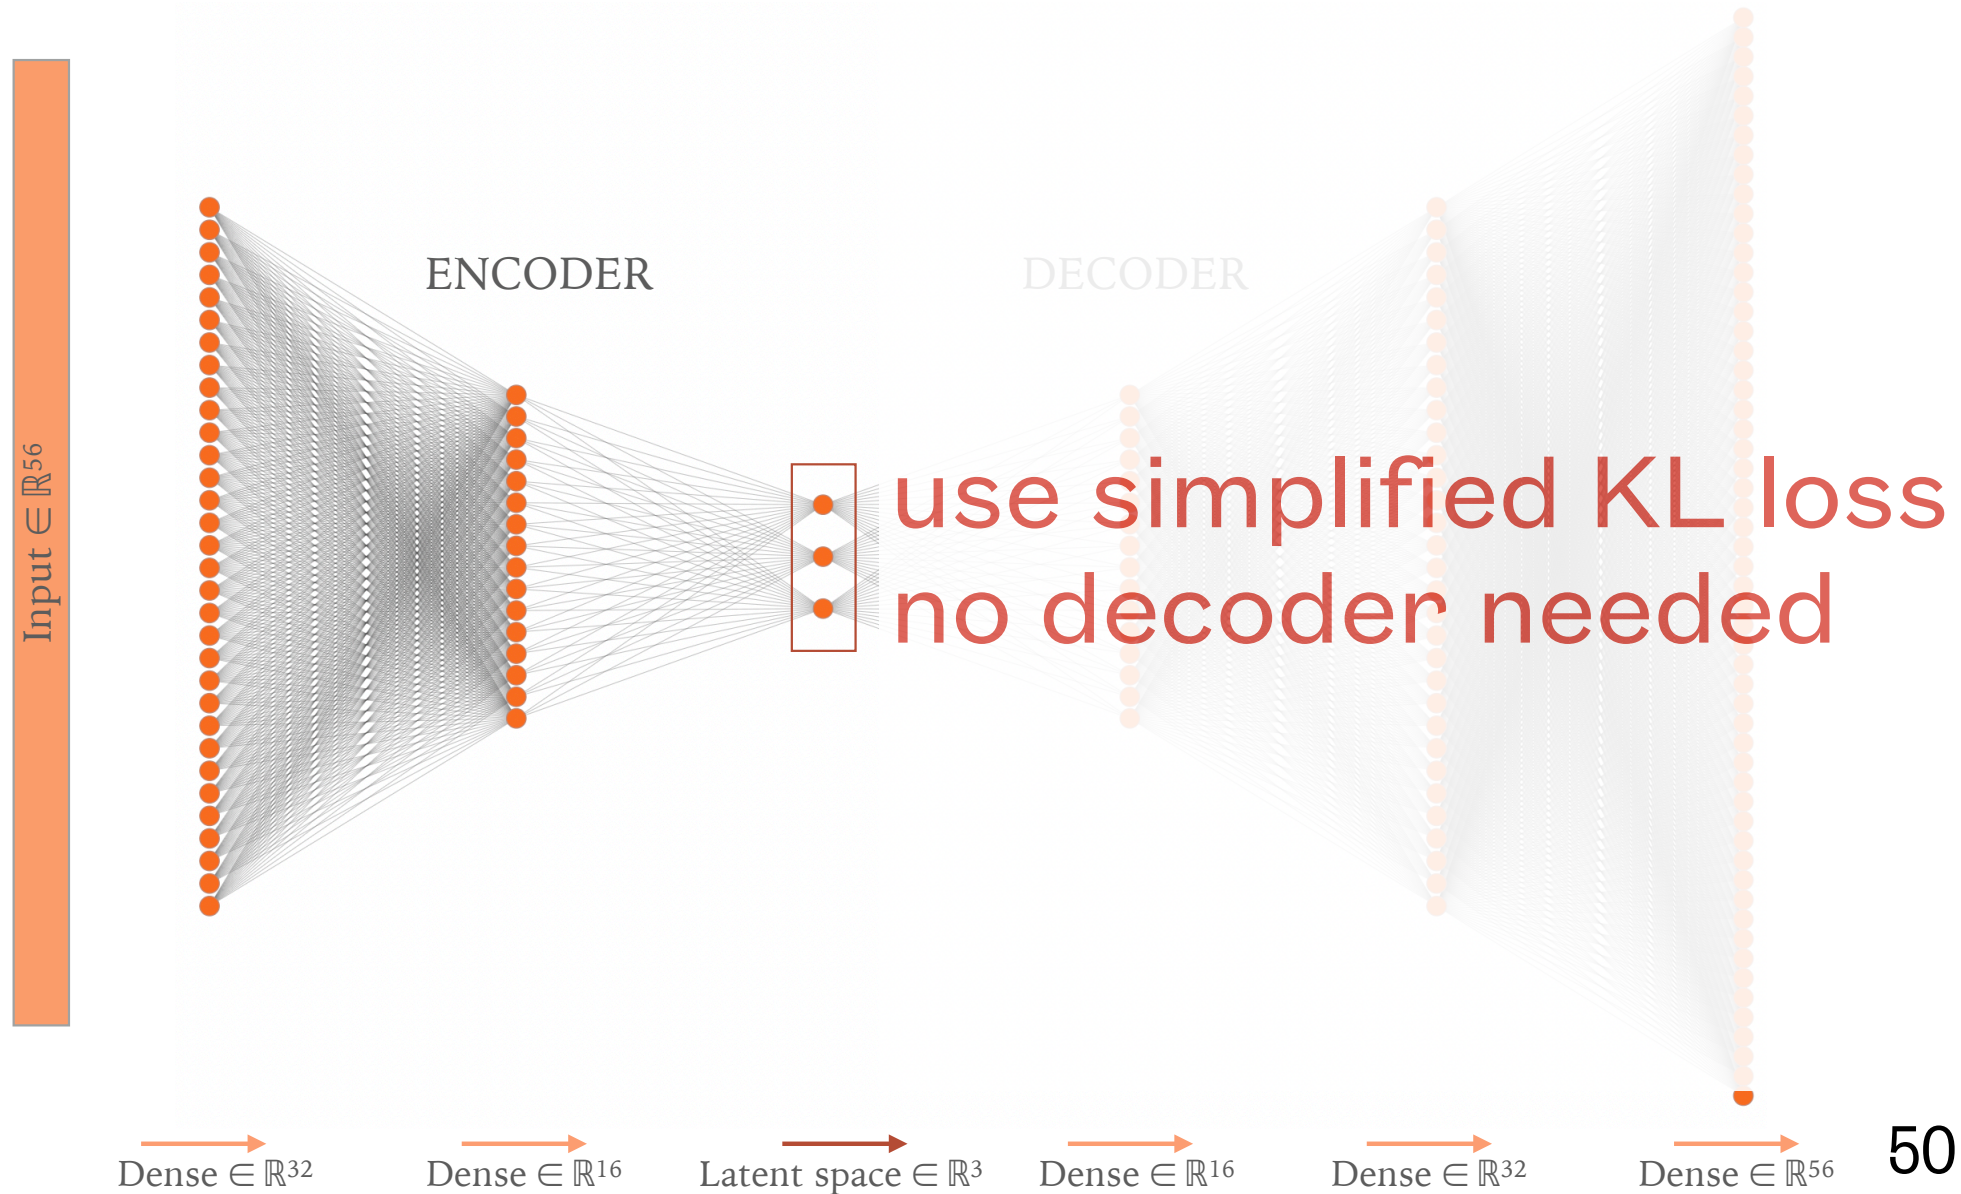 ENCODER
DECODER
Input ∈ ℝ⁵⁶
use simplified KL loss
no decoder needed
Dense ∈ ℝ³²
Dense ∈ ℝ¹⁶
Latent space ∈ ℝ³
Dense ∈ ℝ¹⁶
Dense ∈ ℝ³²
Dense ∈ ℝ⁵⁶
50